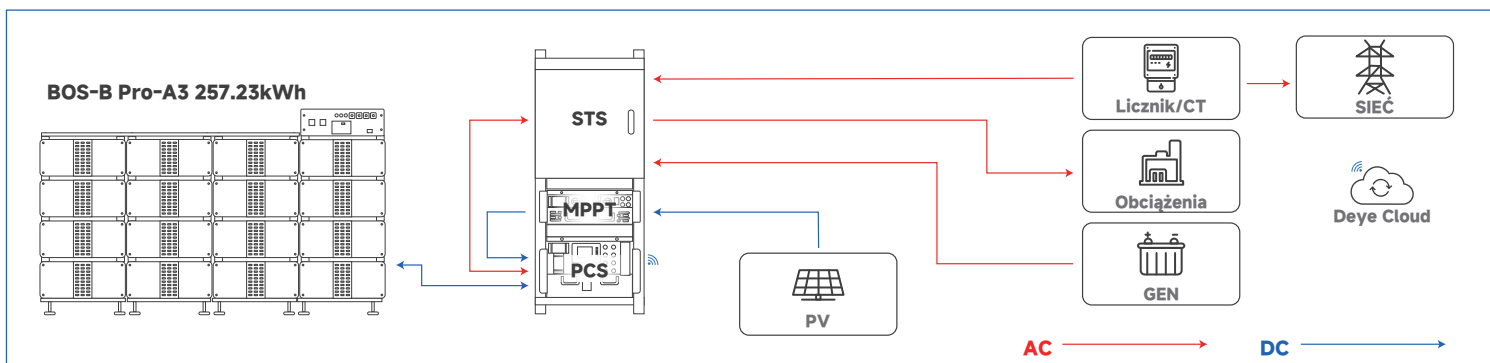 BOS-B Pro-A3 257.23kWh
STS
MPPT
PCS
PV
Licznik/CT
SIEĆ
Obciążenia
Deye Cloud
+ -
GEN
AC
DC